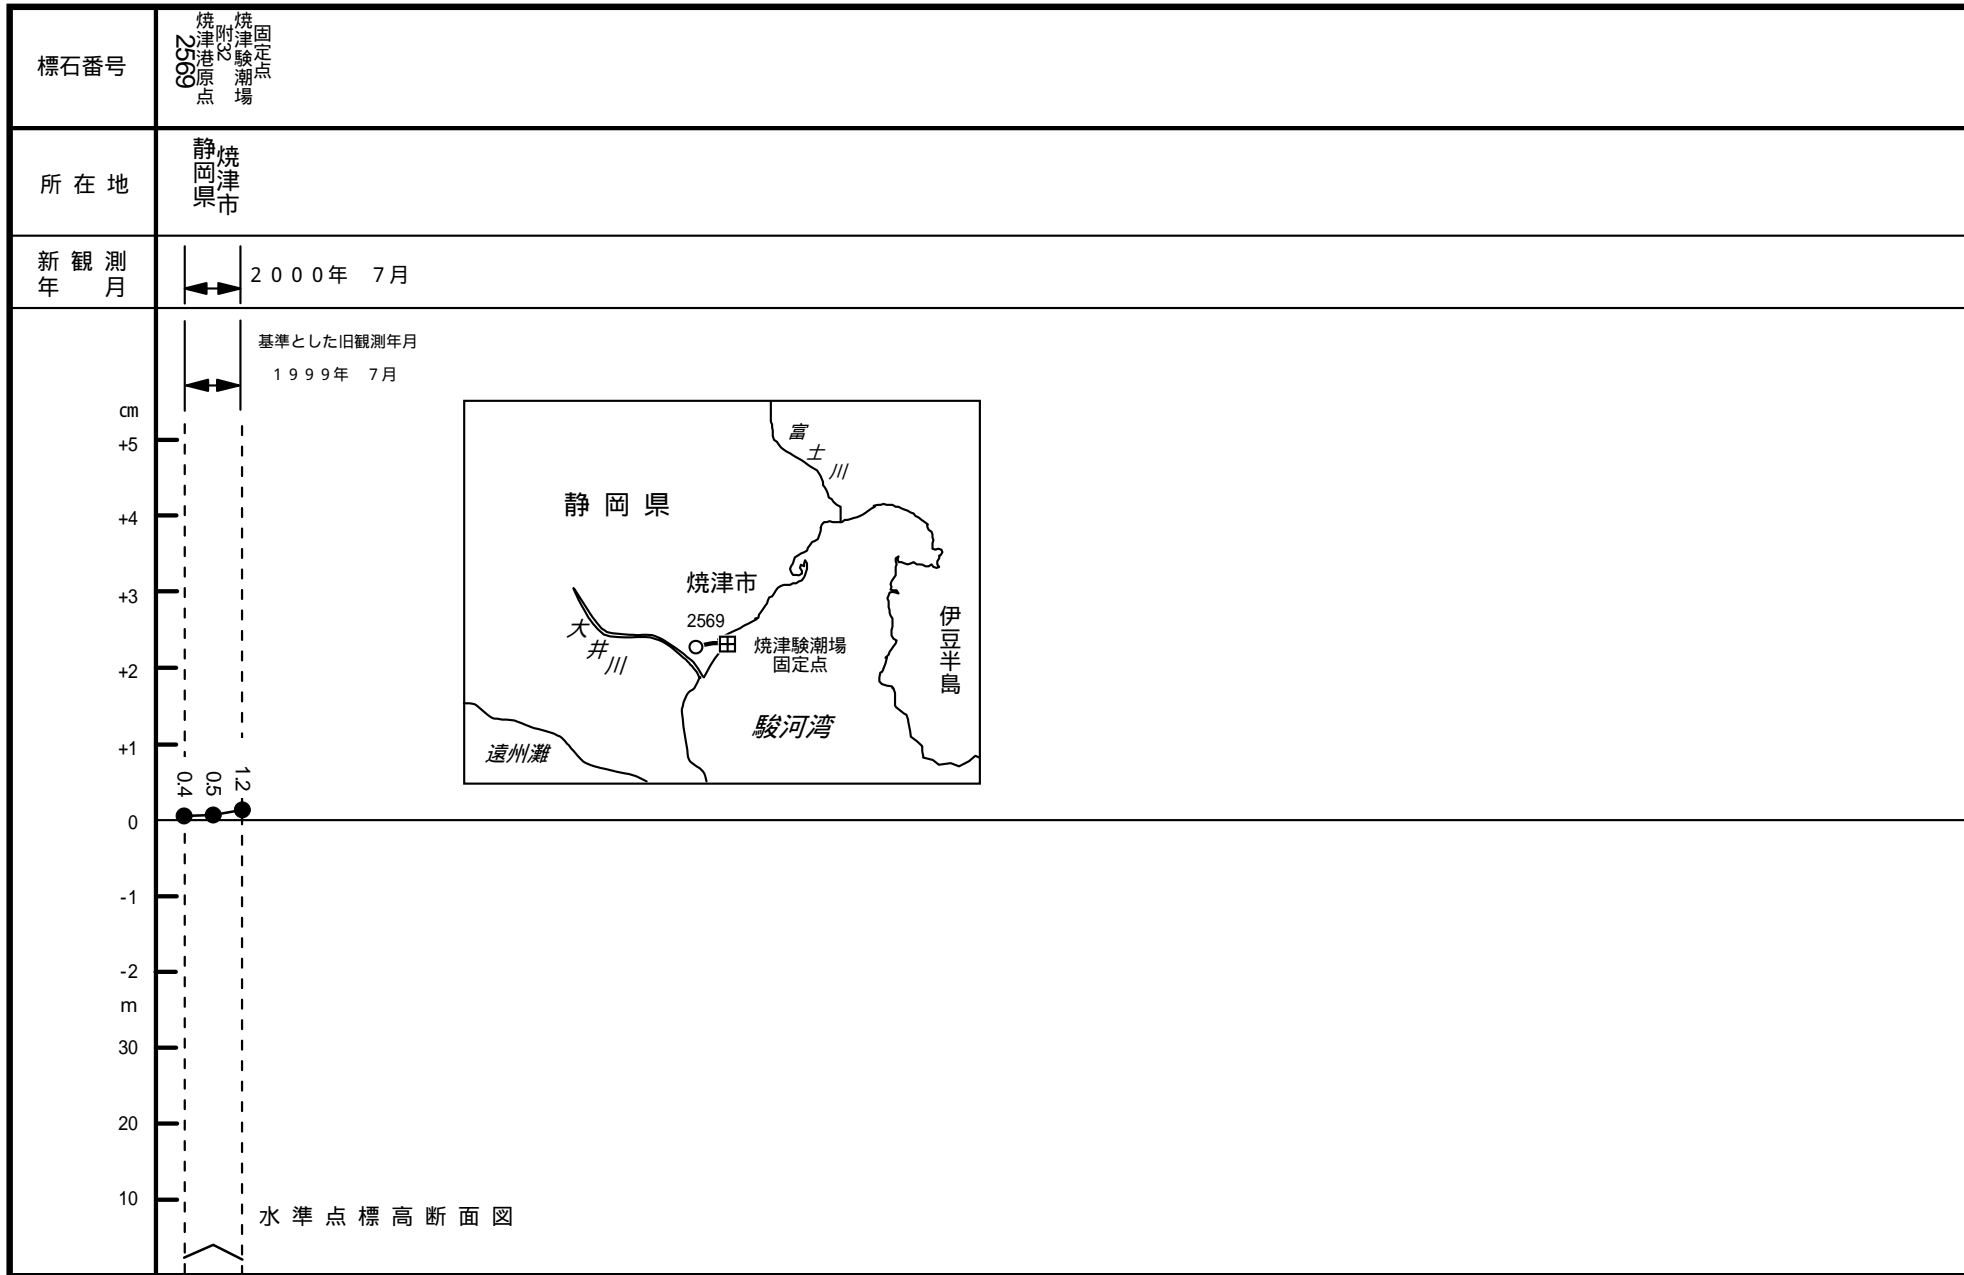 標石番号
2569
焼津港原点
附32
焼津験潮場
固定点
所在地
静岡県
焼津市
新観測
年月
2000年 7月
基準とした旧観測年月
1999年 7月
cm
+5
+4
+3
+2
+1
0
-1
-2
m
30
20
10
0.4
0.5
1.2
富士川
静岡県
焼津市
2569
焼津験潮場
固定点
大井川
伊豆半島
駿河湾
遠州灘
水準点標高断面図